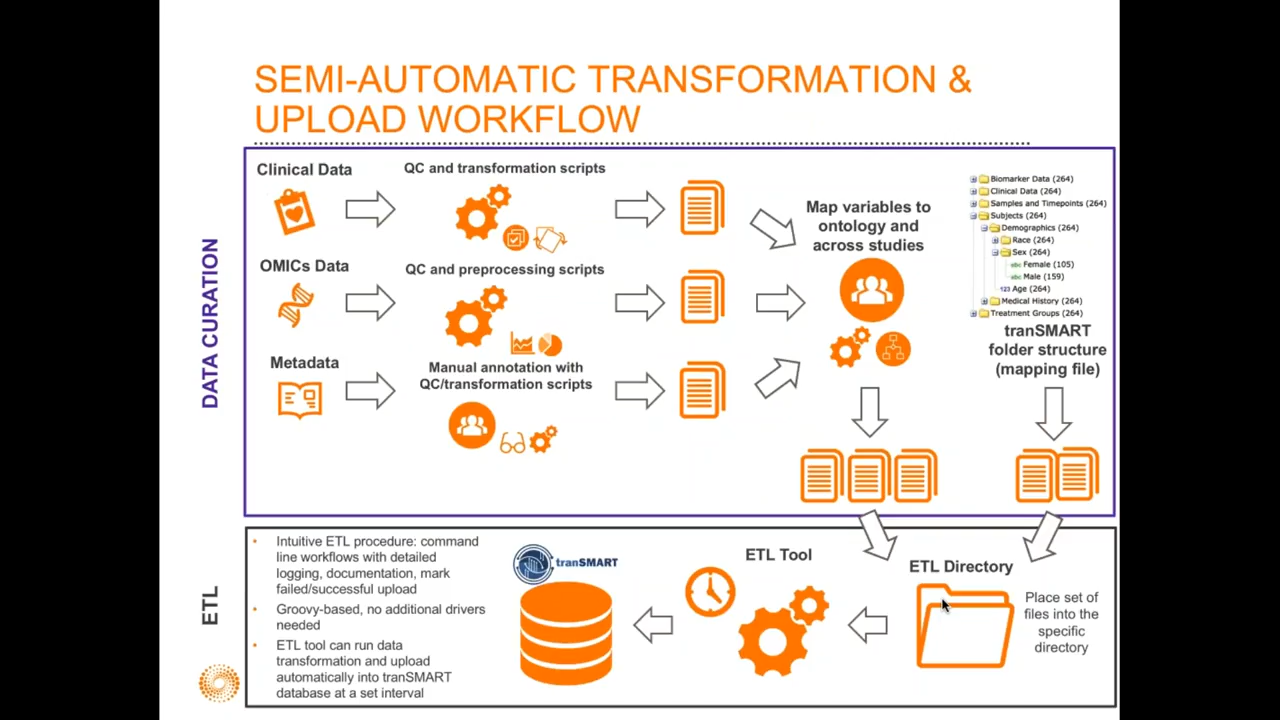 SEMI-AUTOMATIC TRANSFORMATION &
UPLOAD WORKFLOW
DATA CURATION
Clinical Data
QC and transformation scripts
OMICs Data
QC and preprocessing scripts
Metadata
Manual annotation with
QC/transformation scripts
Map variables to
ontology and
across studies
Biomarker Data (264)
Clinical Data (264)
Samples and Timepoints (264)
Subjects (264)
Demographics (264)
Race (264)
Sex (264)
abc Female (105)
abc Male (159)
123 Age (264)
Medical History (264)
Treatment Groups (264)
tranSMART
folder structure
(mapping file)
ETL
• Intuitive ETL procedure: command
line workflows with detailed
logging, documentation, mark
failed/successful upload
• Groovy-based, no additional drivers
needed
• ETL tool can run data
transformation and upload
automatically into tranSMART
database at a set interval
tranSMART
ETL Tool
ETL Directory
Place set of
files into the
specific
directory